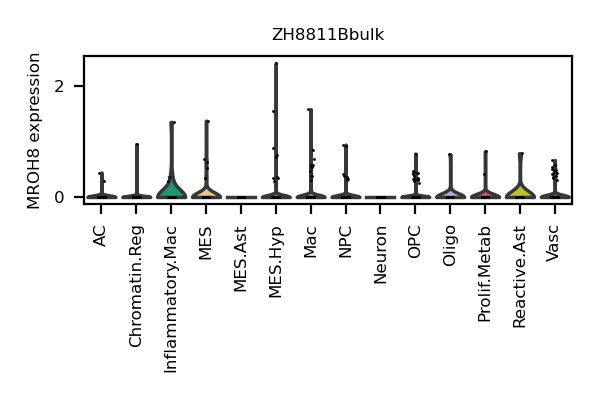 ZH8811Bbulk
MROH8 expression
2
0
AC
Chromatin.Reg
Inflammatory.Mac
MES
MES.Ast
MES.Hyp
Mac
NPC
Neuron
OPC
Oligo
Prolif.Metab
Reactive.Ast
Vasc